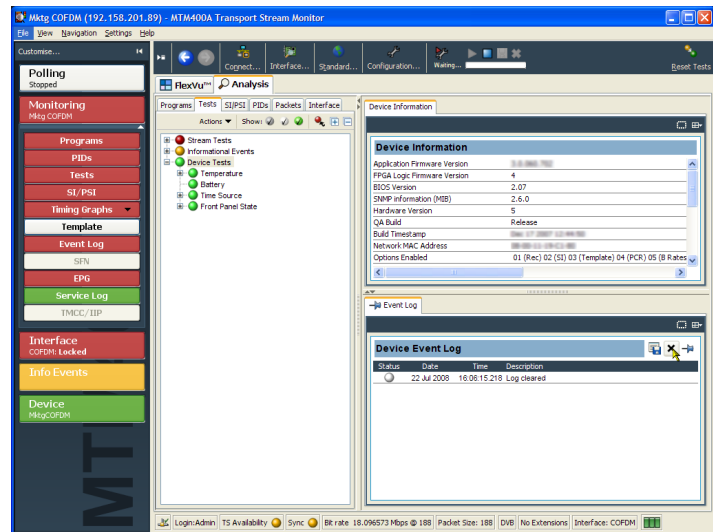 Mktg COFDM (192.158.201.89) - MTM400A Transport Stream Monitor
File View Navigation Settings Help
Customise...
Connect... Interface... Standard... Configuration... Waiting... Reset Tests
Polling
Stopped
FlexVu™ Analysis
Monitoring
Mktg COFDM
Programs
PIDs
Tests
SI/PSI
Timing Graphs
Template
Event Log
SFN
EPG
Service Log
TMCC/IIP
Interface
COFDM: Locked
Info Events
Device
MktgCOFDM
MTM
Programs Tests SI/PSI PIDs Packets Interface
Actions Show:
Stream Tests
Informational Events
Device Tests
Temperature
Battery
Time Source
Front Panel State
Device Information
Device Information
Application Firmware Version
FPGA Logic Firmware Version 4
BIOS Version 2.07
SNMP information (MIB) 2.6.0
Hardware Version 5
QA Build Release
Build Timestamp
Network MAC Address
Options Enabled 01 (Rec) 02 (SI) 03 (Template) 04 (PCR) 05 (B Rates
Event Log
Device Event Log
Status Date Time Description
22 Jul 2008 16:06:15.218 Log cleared
Login:Admin TS Availability Sync Bit rate 18.096573 Mbps @ 188 Packet Size: 188 DVB No Extensions Interface: COFDM